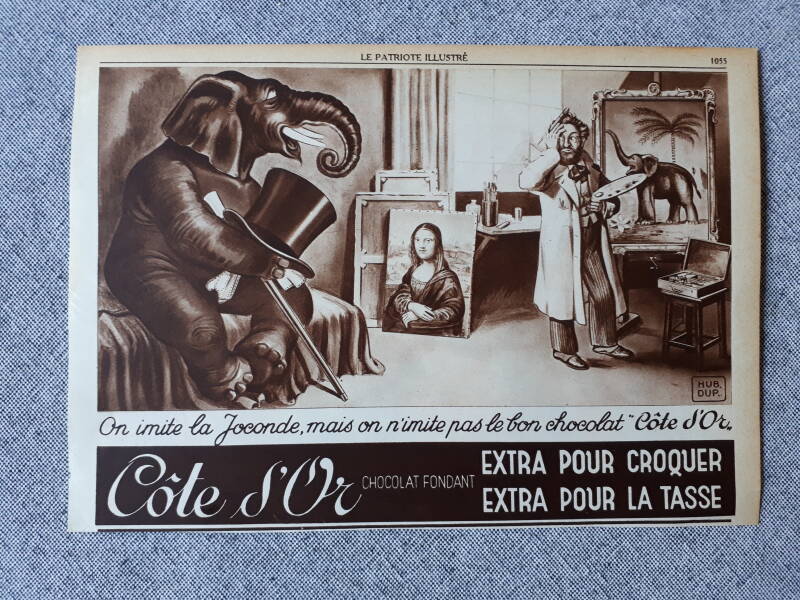 LE PATRIOTE ILLUSTRÉ
1055
HUB.
DUP.
On imite la Joconde, mais on n'imite pas le bon chocolat "Côte d'Or„
Côte d'Or CHOCOLAT FONDANT
EXTRA POUR CROQUER
EXTRA POUR LA TASSE